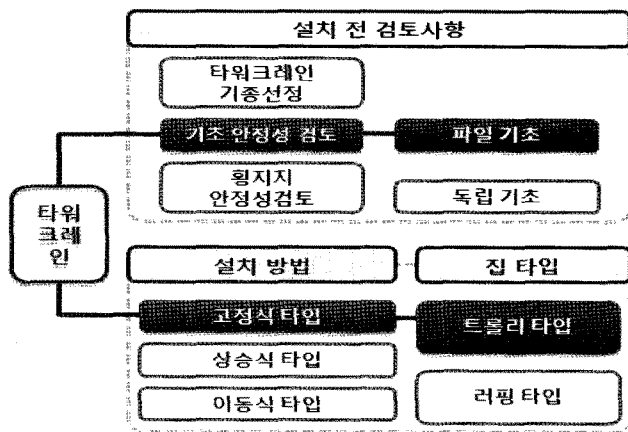 설치 전 검토사항
타워크레인
기종선정
기초 안정성 검토
파일 기초
횡지지
안정성검토
독립 기초
타워
크레
인
설치 방법
집 타입
고정식 타입
트롤리 타입
상승식 타입
이동식 타입
러핑 타입